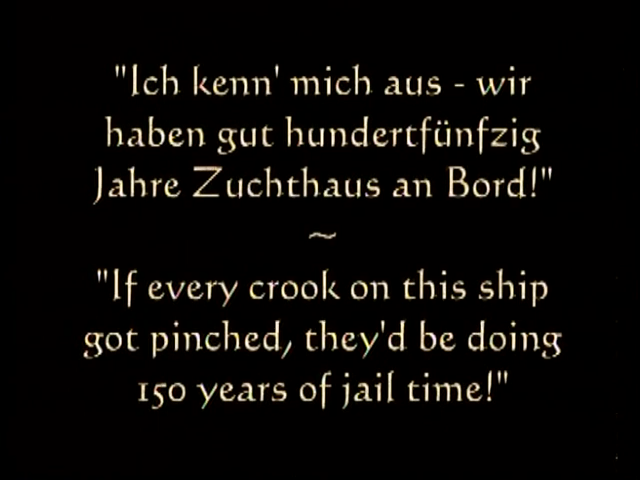 "Ich kenn' mich aus - wir
haben gut hundertfünfzig
Jahre Zuchthaus an Bord!"
~
"If every crook on this ship
got pinched, they'd be doing
150 years of jail time!"